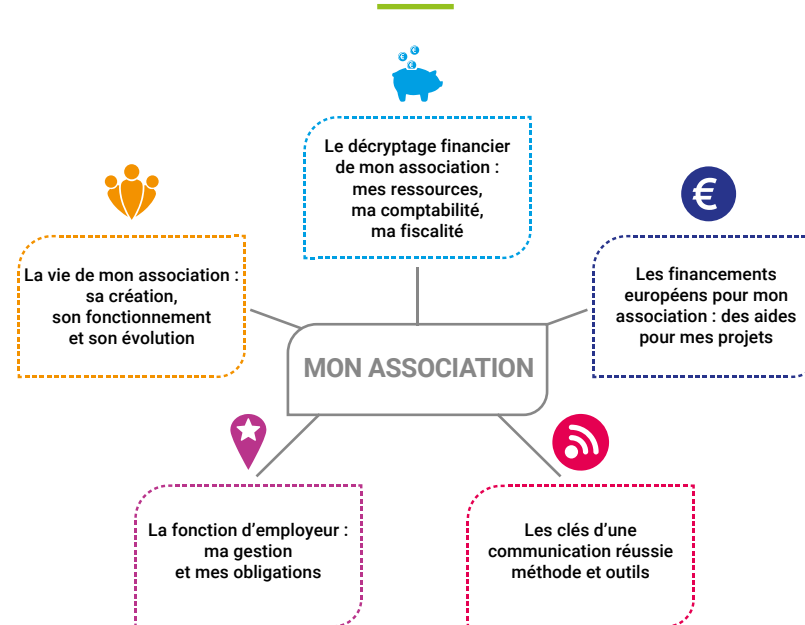 Le décryptage financier
de mon association :
mes ressources,
ma comptabilité,
ma fiscalité
La vie de mon association :
sa création,
son fonctionnement
et son évolution
Les financements
européens pour mon
association : des aides
pour mes projets
MON ASSOCIATION
La fonction d’employeur :
ma gestion
et mes obligations
Les clés d’une
communication réussie
méthode et outils